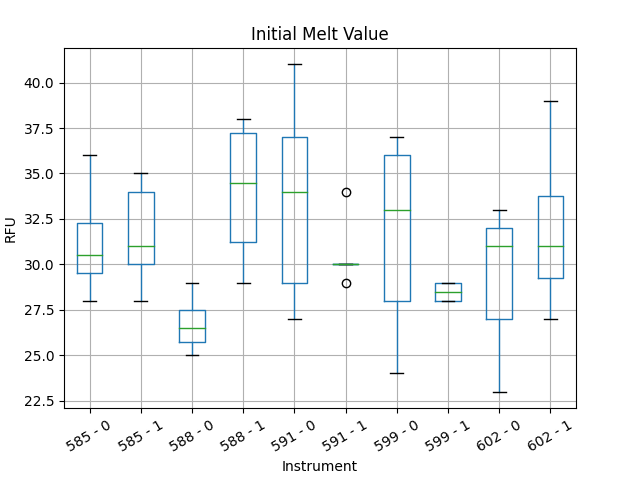 Initial Melt Value
RFU
40.0
37.5
35.0
32.5
30.0
27.5
25.0
22.5
585 - 0
585 - 1
588 - 0
588 - 1
591 - 0
591 - 1
599 - 0
599 - 1
602 - 0
602 - 1
Instrument